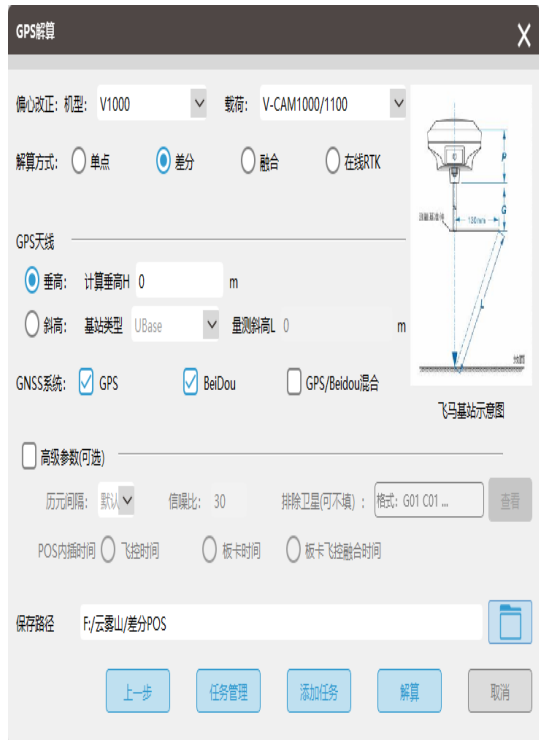 GPS解算
偏心改正: 机型: V1000 载荷: V-CAM1000/1100
解算方式: 单点 差分 融合 在线RTK
P
G
130mm
L
GPS天线
垂高: 计算垂高H 0 m
斜高: 基站类型 UBase 量测斜高L 0 m
地面
GNSS系统: GPS BeiDou GPS/Beidou混合
飞马基站示意图
高级参数(可选)
历元间隔: 默认 信噪比: 30 排除卫星(可不填) : 格式: G01 C01 ... 查看
POS内插时间 飞控时间 板卡时间 板卡飞控融合时间
保存路径 F:/云雾山/差分POS
上一步 任务管理 添加任务 解算 取消